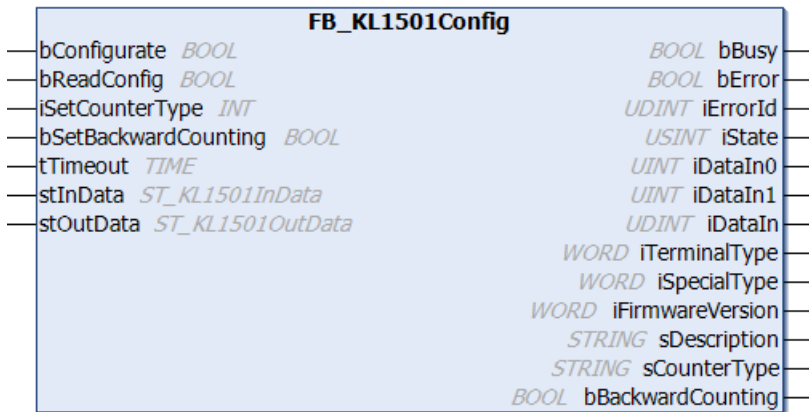 FB_KL1501Config
bConfigurate BOOL BOOL bBusy
bReadConfig BOOL BOOL bError
iSetCounterType INT UDINT iErrorId
bSetBackwardCounting BOOL USINT iState
tTimeout TIME UINT iDataIn0
stInData ST_KL1501InData UINT iDataIn1
stOutData ST_KL1501OutData UDINT iDataIn
WORD iTerminalType
WORD iSpecialType
WORD iFirmwareVersion
STRING sDescription
STRING sCounterType
BOOL bBackwardCounting